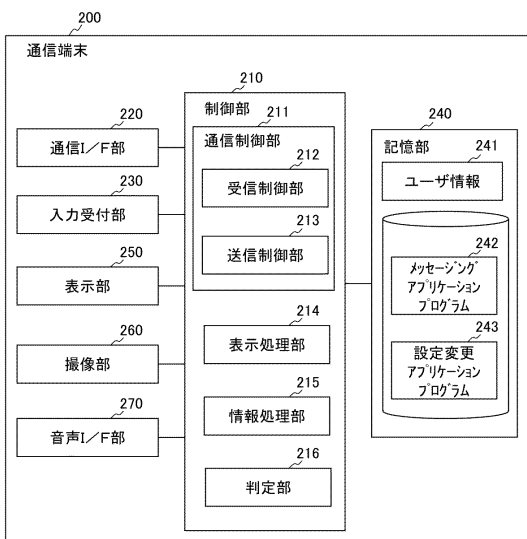 200
通信端末
210
220
制御部
211
240
通信I/F部
通信制御部
記憶部
212
241
230
受信制御部
ユーザ情報
入力受付部
213
250
送信制御部
242
表示部
メッセージング
アプリケーション
プログラム
214
260
表示処理部
243
撮像部
設定変更
アプリケーション
プログラム
215
270
情報処理部
音声I/F部
216
判定部